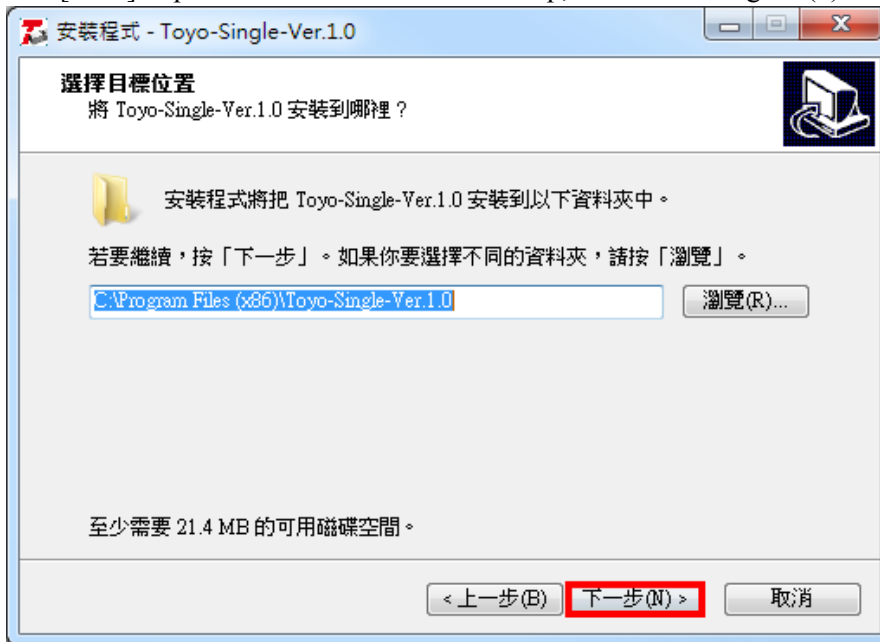 安裝程式 - Toyo-Single-Ver.1.0
選擇目標位置
將 Toyo-Single-Ver.1.0 安裝到哪裡？
安裝程式將把 Toyo-Single-Ver.1.0 安裝到以下資料夾中。
若要繼續，按「下一步」。如果你要選擇不同的資料夾，請按「瀏覽」。
C:\Program Files (x86)\Toyo-Single-Ver.1.0
瀏覽(R)...
至少需要 21.4 MB 的可用磁碟空間。
< 上一步(B) 下一步(N) > 取消